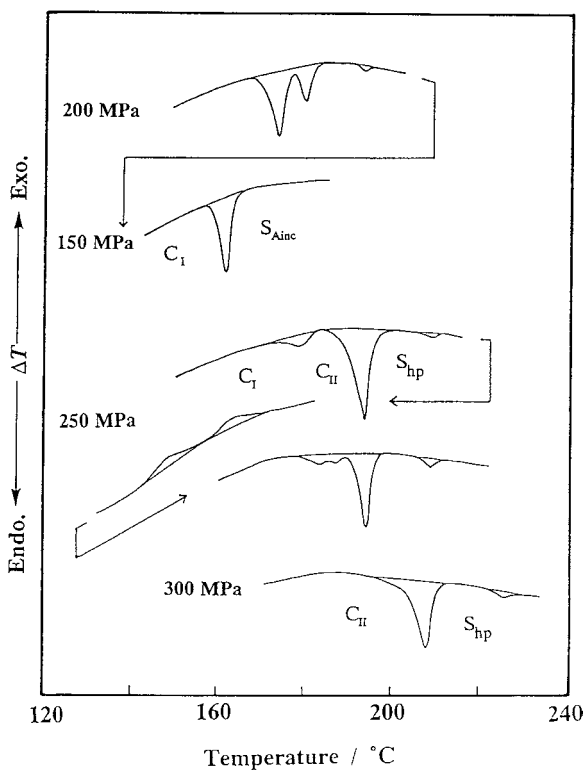 200 MPa
Exo.
150 MPa
C_I S_Ainc
ΔT
C_I C_II S_hp
250 MPa
Endo.
300 MPa
C_II S_hp
120 160 200 240
Temperature / °C